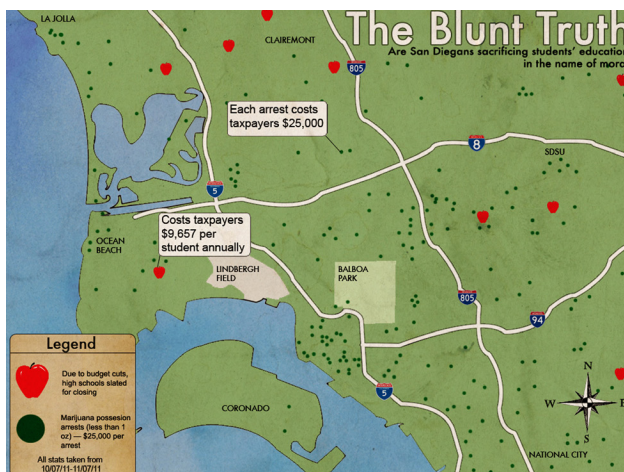 The Blunt Truth
Are San Diegans sacrificing students' education
in the name of
LA JOLLA
CLAIREMONT
805
Each arrest costs
taxpayers $25,000
8
SDSU
5
Costs taxpayers
$9,657 per
student annually
OCEAN
BEACH
LINDBERGH
FIELD
BALBOA
PARK
805
94
5
CORONADO
NATIONAL CITY
N
W
E
S
Legend
Due to budget cuts,
high schools slated
for closing
Marijuana possesion
arrests (less than 1
oz) — $25,000 per
arrest
All stats taken from
10/07/11-11/07/11